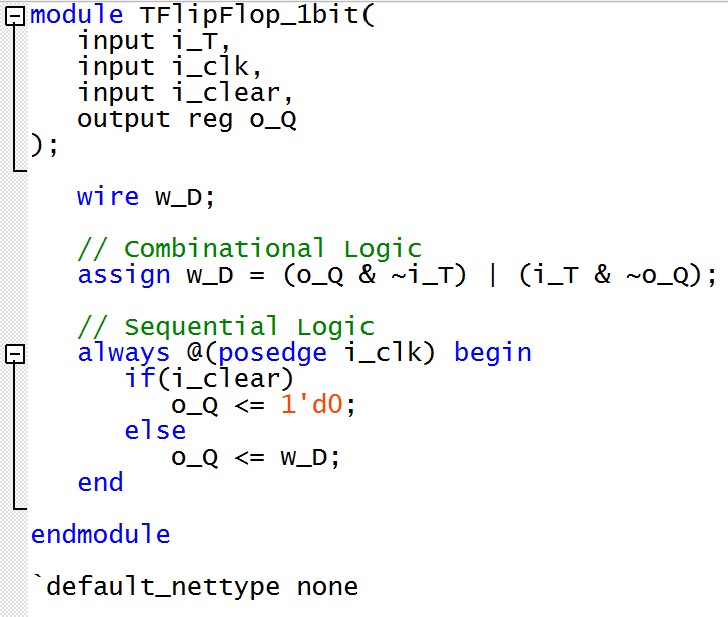 module TFlipFlop_1bit(
input i_T,
input i_clk,
input i_clear,
output reg o_Q
);
wire w_D;
// Combinational Logic
assign w_D = (o_Q & ~i_T) | (i_T & ~o_Q);
// Sequential Logic
always @(posedge i_clk) begin
if(i_clear)
o_Q <= 1'd0;
else
o_Q <= w_D;
end
endmodule
`default_nettype none